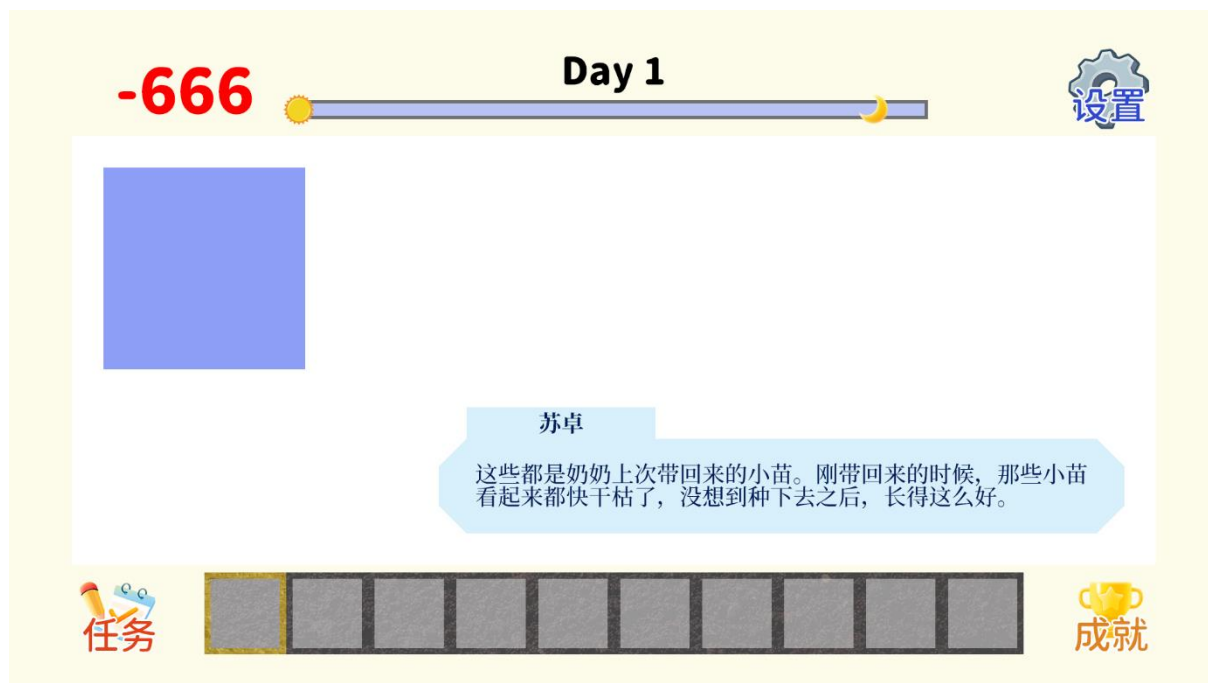 -666
Day 1
设置
苏卓
这些都是奶奶上次带回来的小苗。刚带回来的时候，那些小苗
看起来都快干枯了，没想到种下去之后，长得这么好。
任务
成就